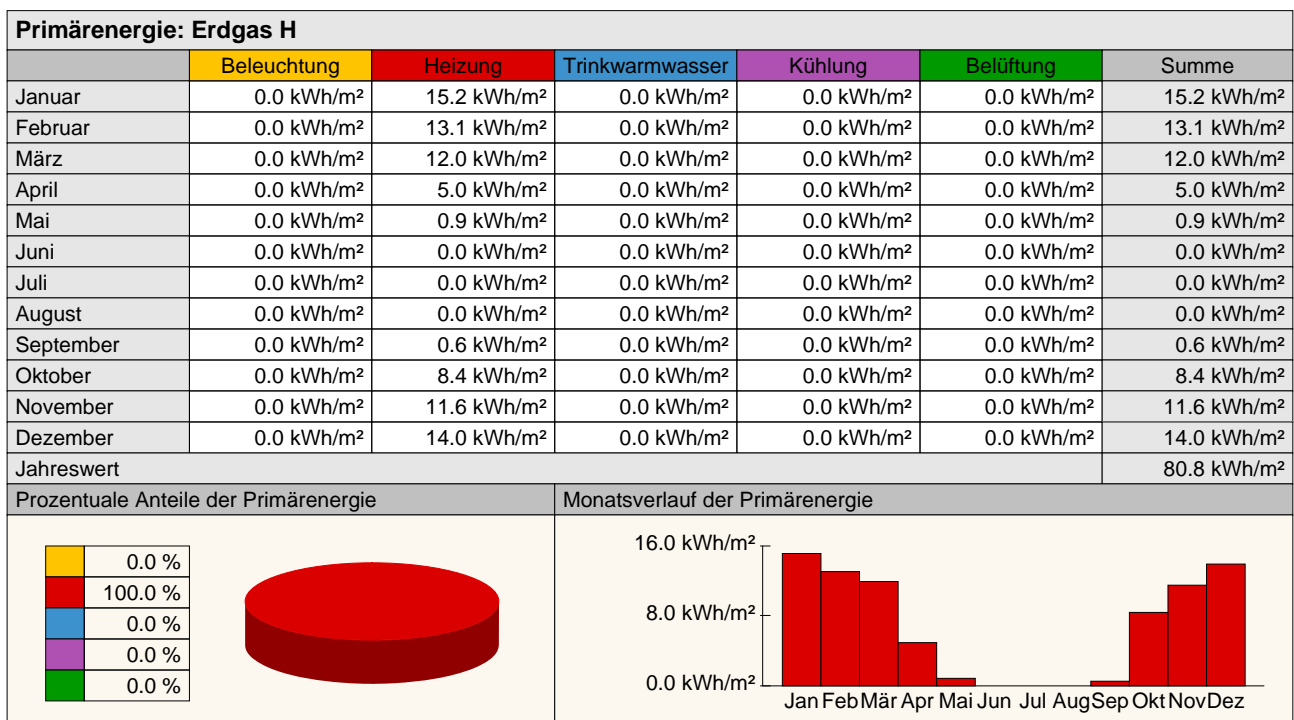 Primärenergie: Erdgas H
Beleuchtung Heizung Trinkwarmwasser Kühlung Belüftung Summe
Januar 0.0 kWh/m² 15.2 kWh/m² 0.0 kWh/m² 0.0 kWh/m² 0.0 kWh/m² 15.2 kWh/m²
Februar 0.0 kWh/m² 13.1 kWh/m² 0.0 kWh/m² 0.0 kWh/m² 0.0 kWh/m² 13.1 kWh/m²
März 0.0 kWh/m² 12.0 kWh/m² 0.0 kWh/m² 0.0 kWh/m² 0.0 kWh/m² 12.0 kWh/m²
April 0.0 kWh/m² 5.0 kWh/m² 0.0 kWh/m² 0.0 kWh/m² 0.0 kWh/m² 5.0 kWh/m²
Mai 0.0 kWh/m² 0.9 kWh/m² 0.0 kWh/m² 0.0 kWh/m² 0.0 kWh/m² 0.9 kWh/m²
Juni 0.0 kWh/m² 0.0 kWh/m² 0.0 kWh/m² 0.0 kWh/m² 0.0 kWh/m² 0.0 kWh/m²
Juli 0.0 kWh/m² 0.0 kWh/m² 0.0 kWh/m² 0.0 kWh/m² 0.0 kWh/m² 0.0 kWh/m²
August 0.0 kWh/m² 0.0 kWh/m² 0.0 kWh/m² 0.0 kWh/m² 0.0 kWh/m² 0.0 kWh/m²
September 0.0 kWh/m² 0.6 kWh/m² 0.0 kWh/m² 0.0 kWh/m² 0.0 kWh/m² 0.6 kWh/m²
Oktober 0.0 kWh/m² 8.4 kWh/m² 0.0 kWh/m² 0.0 kWh/m² 0.0 kWh/m² 8.4 kWh/m²
November 0.0 kWh/m² 11.6 kWh/m² 0.0 kWh/m² 0.0 kWh/m² 0.0 kWh/m² 11.6 kWh/m²
Dezember 0.0 kWh/m² 14.0 kWh/m² 0.0 kWh/m² 0.0 kWh/m² 0.0 kWh/m² 14.0 kWh/m²
Jahreswert 80.8 kWh/m²
Prozentuale Anteile der Primärenergie
0.0 %
100.0 %
0.0 %
0.0 %
0.0 %
Monatsverlauf der Primärenergie
16.0 kWh/m²
8.0 kWh/m²
0.0 kWh/m²
Jan Feb Mär Apr Mai Jun Jul Aug Sep Okt Nov Dez